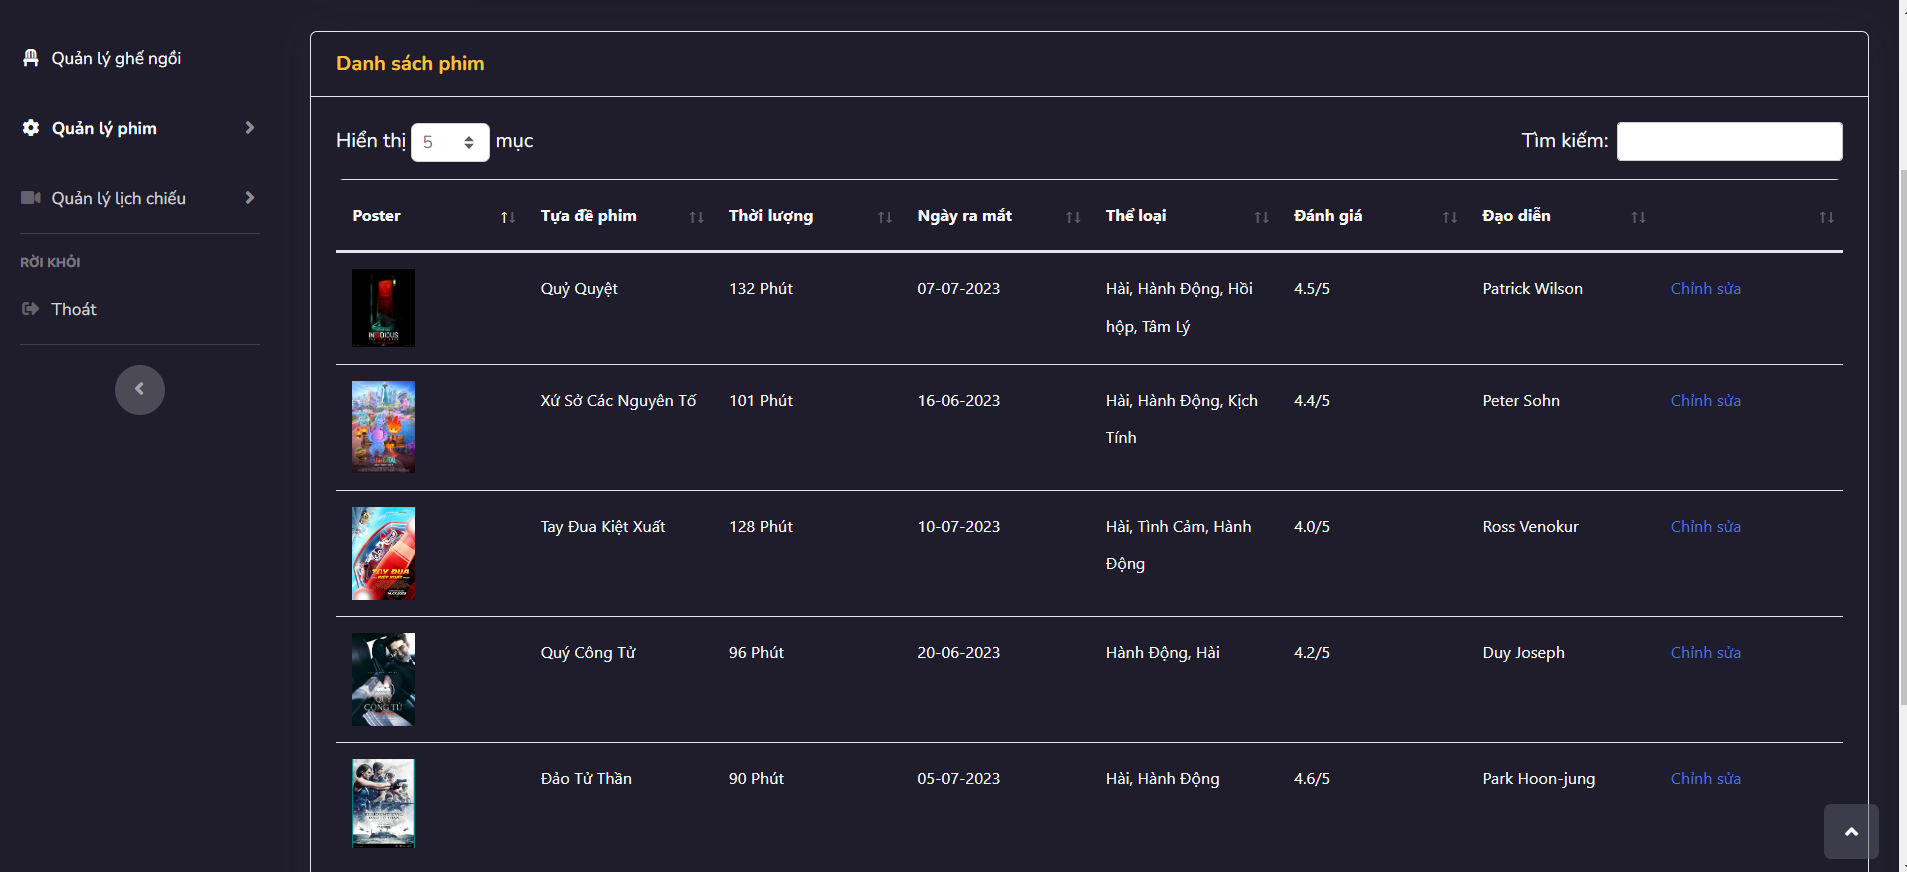 Quản lý ghế ngồi
Quản lý phim
Quản lý lịch chiếu
RỜI KHỎI
Thoát
Danh sách phim
Hiển thị 5 mục
Tìm kiếm:
Poster Tựa đề phim Thời lượng Ngày ra mắt Thể loại Đánh giá Đạo diễn
Quỷ Quyệt 132 Phút 07-07-2023 Hài, Hành Động, Hồi 4.5/5 Patrick Wilson Chỉnh sửa
hộp, Tâm Lý
Xứ Sở Các Nguyên Tố 101 Phút 16-06-2023 Hài, Hành Động, Kịch 4.4/5 Peter Sohn Chỉnh sửa
Tính
Tay Đua Kiệt Xuất 128 Phút 10-07-2023 Hài, Tình Cảm, Hành 4.0/5 Ross Venokur Chỉnh sửa
Động
TAY ĐUA
Quý Công Tử 96 Phút 20-06-2023 Hành Động, Hài 4.2/5 Duy Joseph Chỉnh sửa
QUÝ
CÔNG TỬ
Đảo Tử Thần 90 Phút 05-07-2023 Hài, Hành Động 4.6/5 Park Hoon-jung Chỉnh sửa